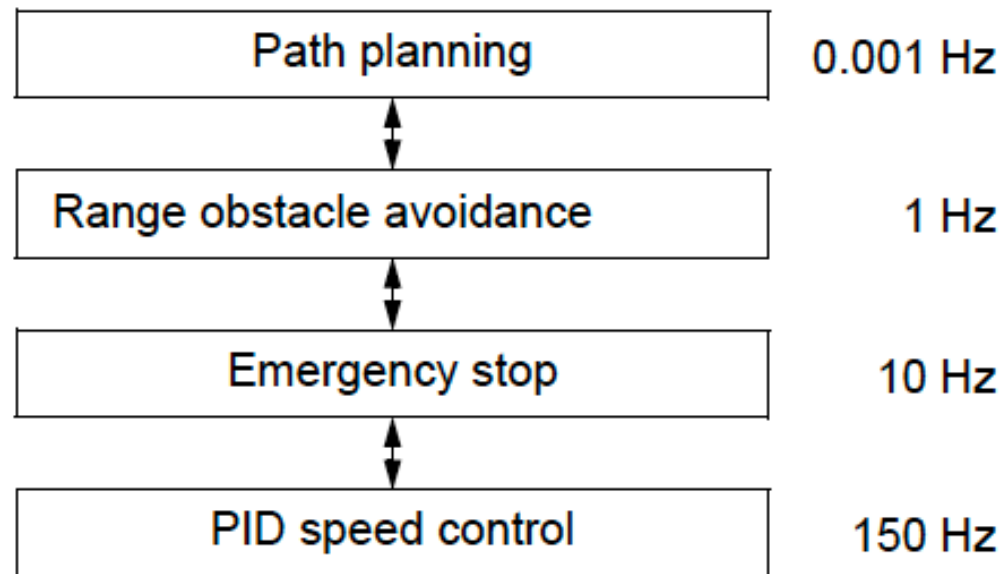 Path planning 0.001 Hz
Range obstacle avoidance 1 Hz
Emergency stop 10 Hz
PID speed control 150 Hz